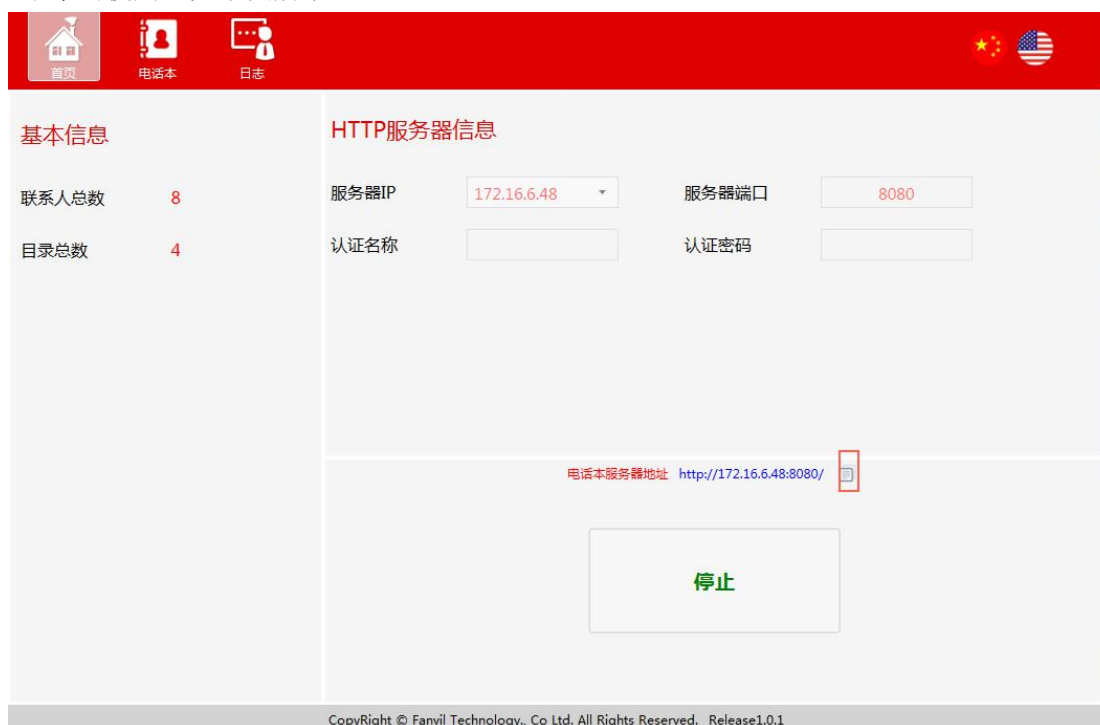 首页 电话本 日志
基本信息
HTTP服务器信息
联系人总数 8
服务器IP 172.16.6.48 服务器端口 8080
目录总数 4
认证名称 认证密码
电话本服务器地址 http://172.16.6.48:8080/
停止
CopyRight © Fanvil Technology., Co Ltd. All Rights Reserved. Release1.0.1